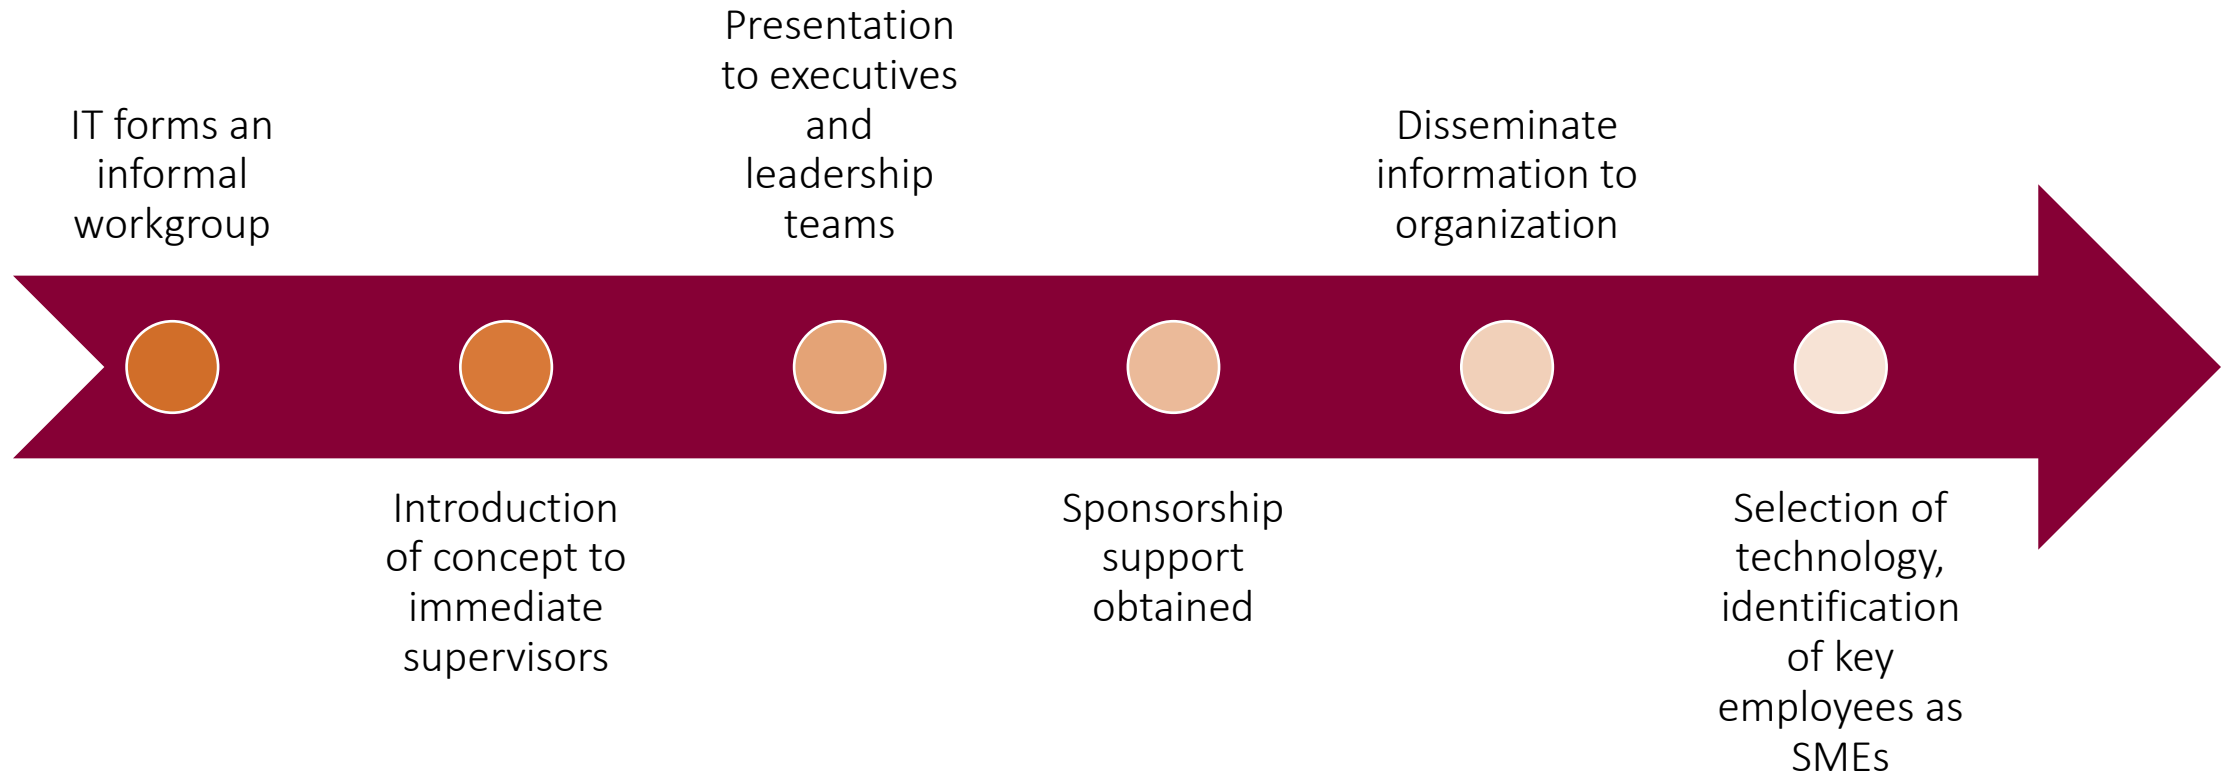 IT forms an
informal
workgroup
Introduction
of concept to
immediate
supervisors
Presentation
to executives
and
leadership
teams
Sponsorship
support
obtained
Disseminate
information to
organization
Selection of
technology,
identification
of key
employees as
SMEs